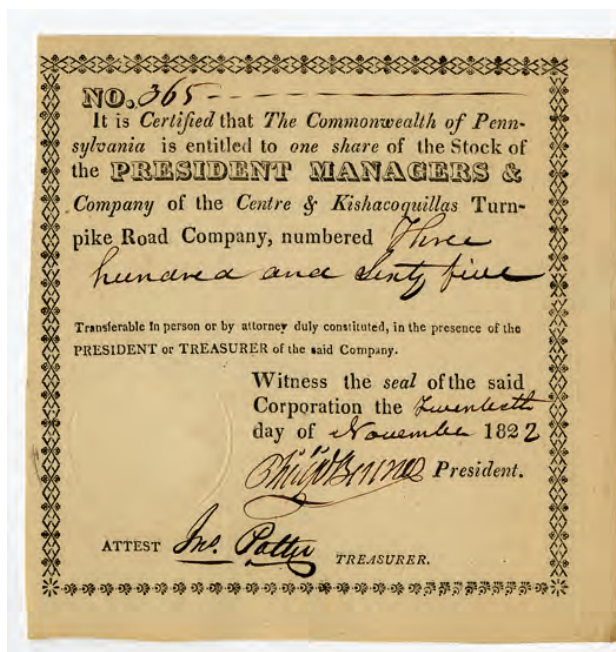 NO. 365
It is Certified that The Commonwealth of Penn-
sylvania is entitled to one share of the Stock of
the PRESIDENT MANAGERS &
Company of the Centre & Kishacoquillas Turn-
pike Road Company, numbered Three
hundred and Sixty five
Transferable in person or by attorney duly constituted, in the presence of the
PRESIDENT or TREASURER of the said Company.
Witness the seal of the said
Corporation the twentieth
day of November 1822
President.
ATTEST Jno. Potter TREASURER.